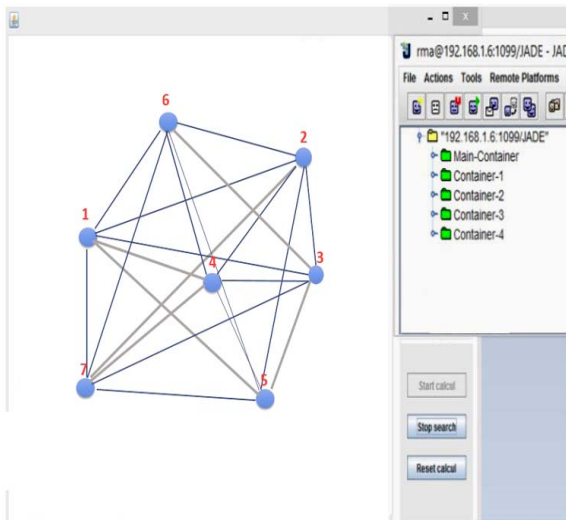 rma@192.168.1.6:1099/JADE - JAD
File Actions Tools Remote Platforms
"192.168.1.6:1099/JADE"
Main-Container
Container-1
Container-2
Container-3
Container-4
6
2
1
4
3
7
5
Start calcul
Stop search
Reset calcul